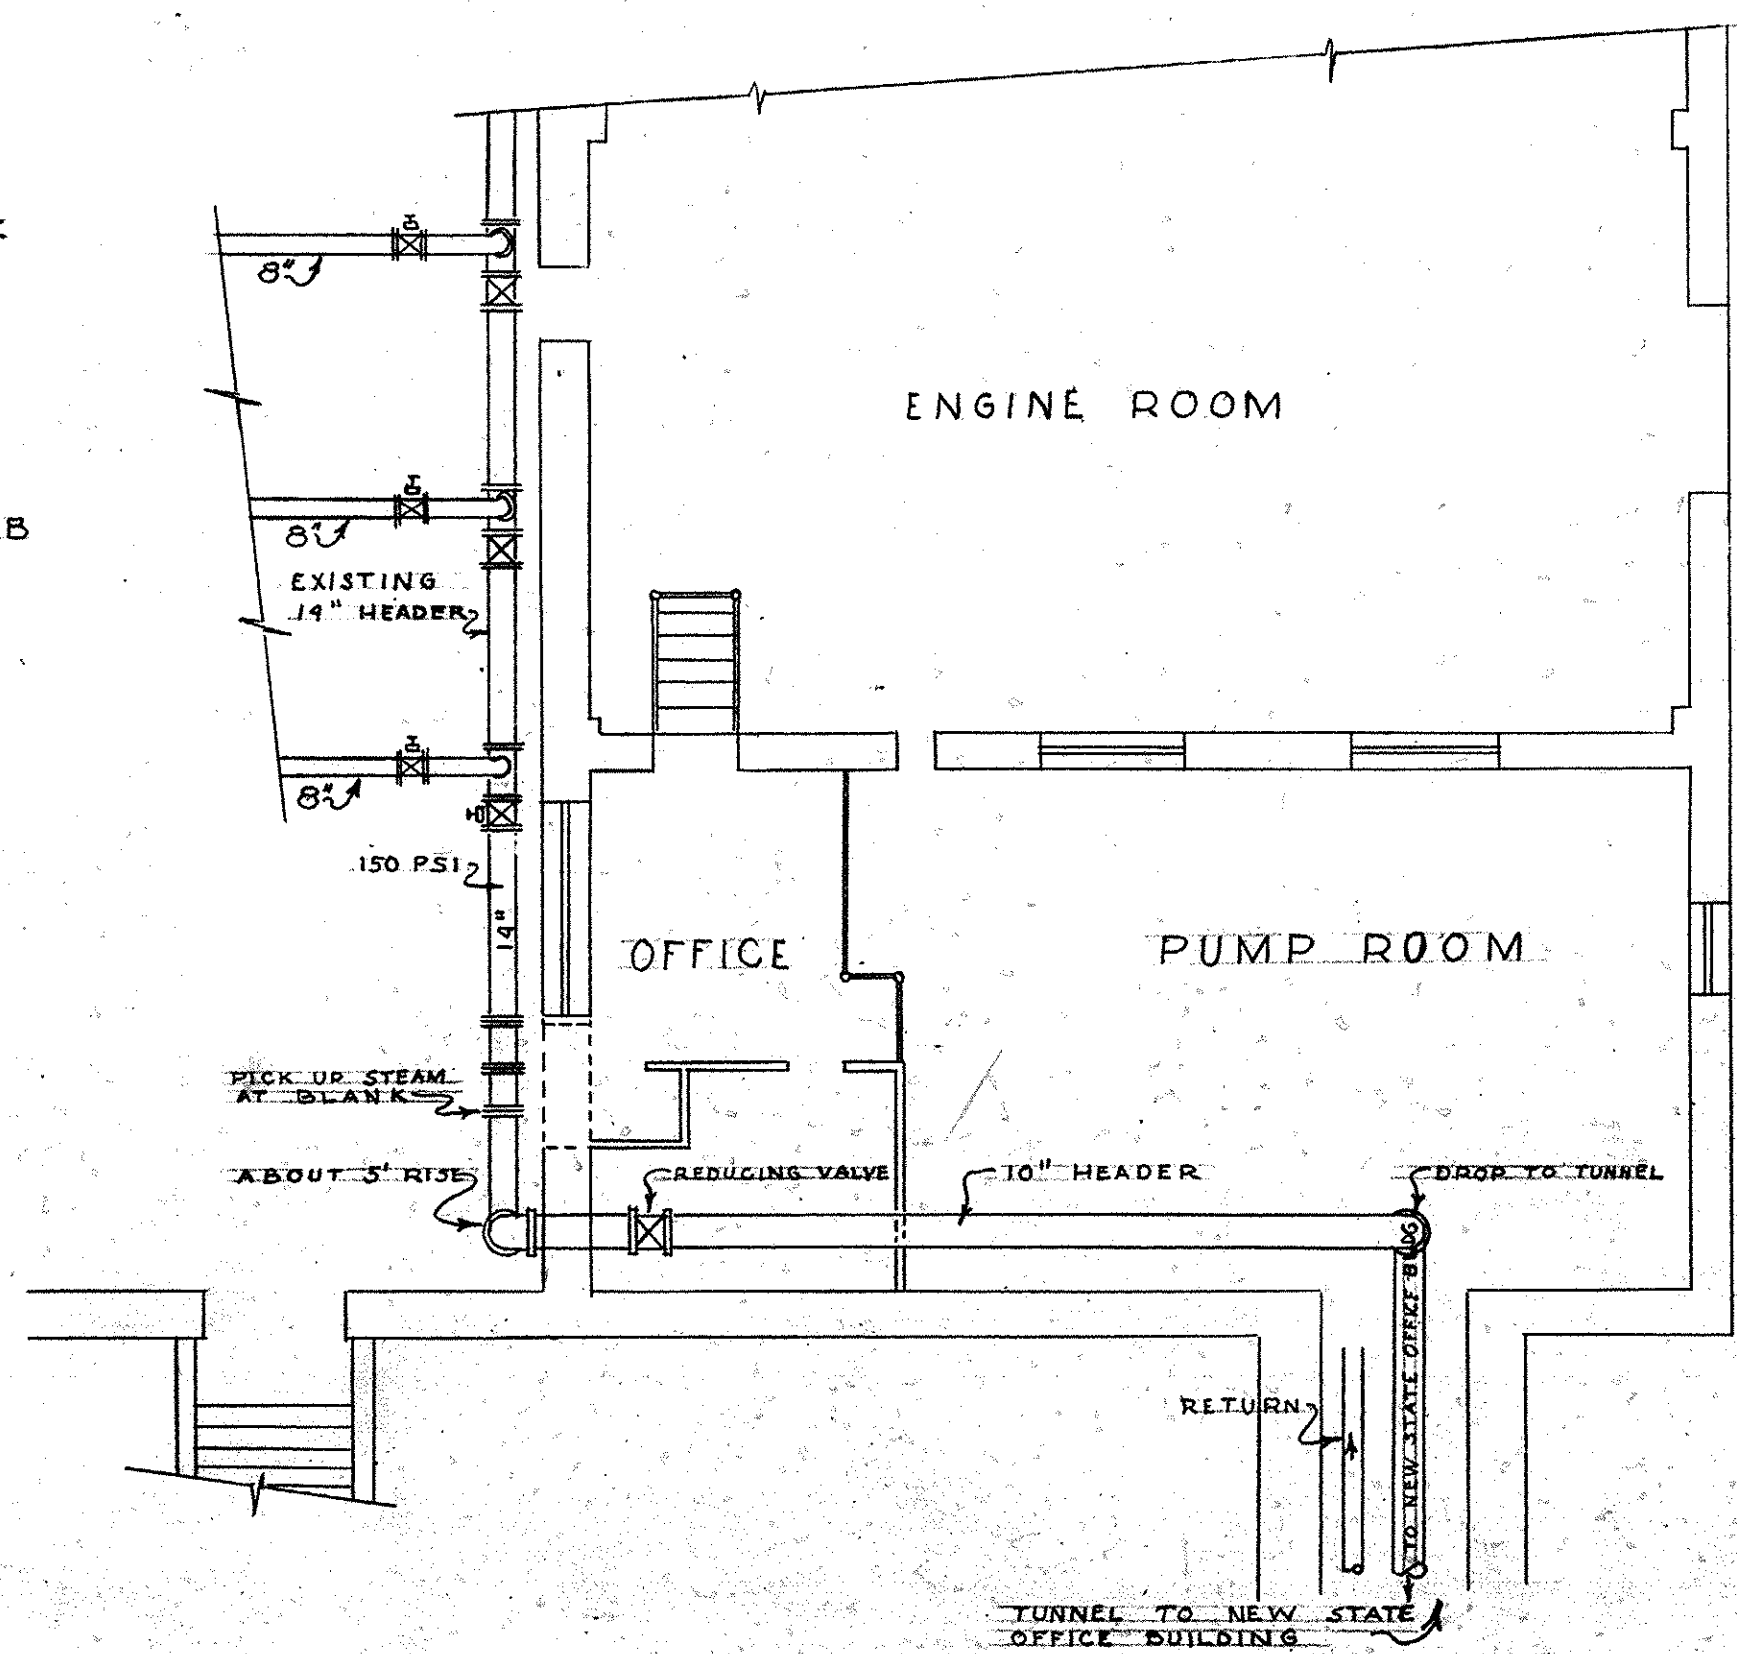 8"
ENGINE ROOM
B
8"
EXISTING
14" HEADER
8"
150 PSI
14"
OFFICE
PUMP ROOM
PICK UP STEAM
AT BLANK
ABOUT 5' RISE
REDUCING VALVE
10" HEADER
DROP TO TUNNEL
TO NEW STATE OFFICE BLDG
RETURN
TUNNEL TO NEW STATE
OFFICE BUILDING